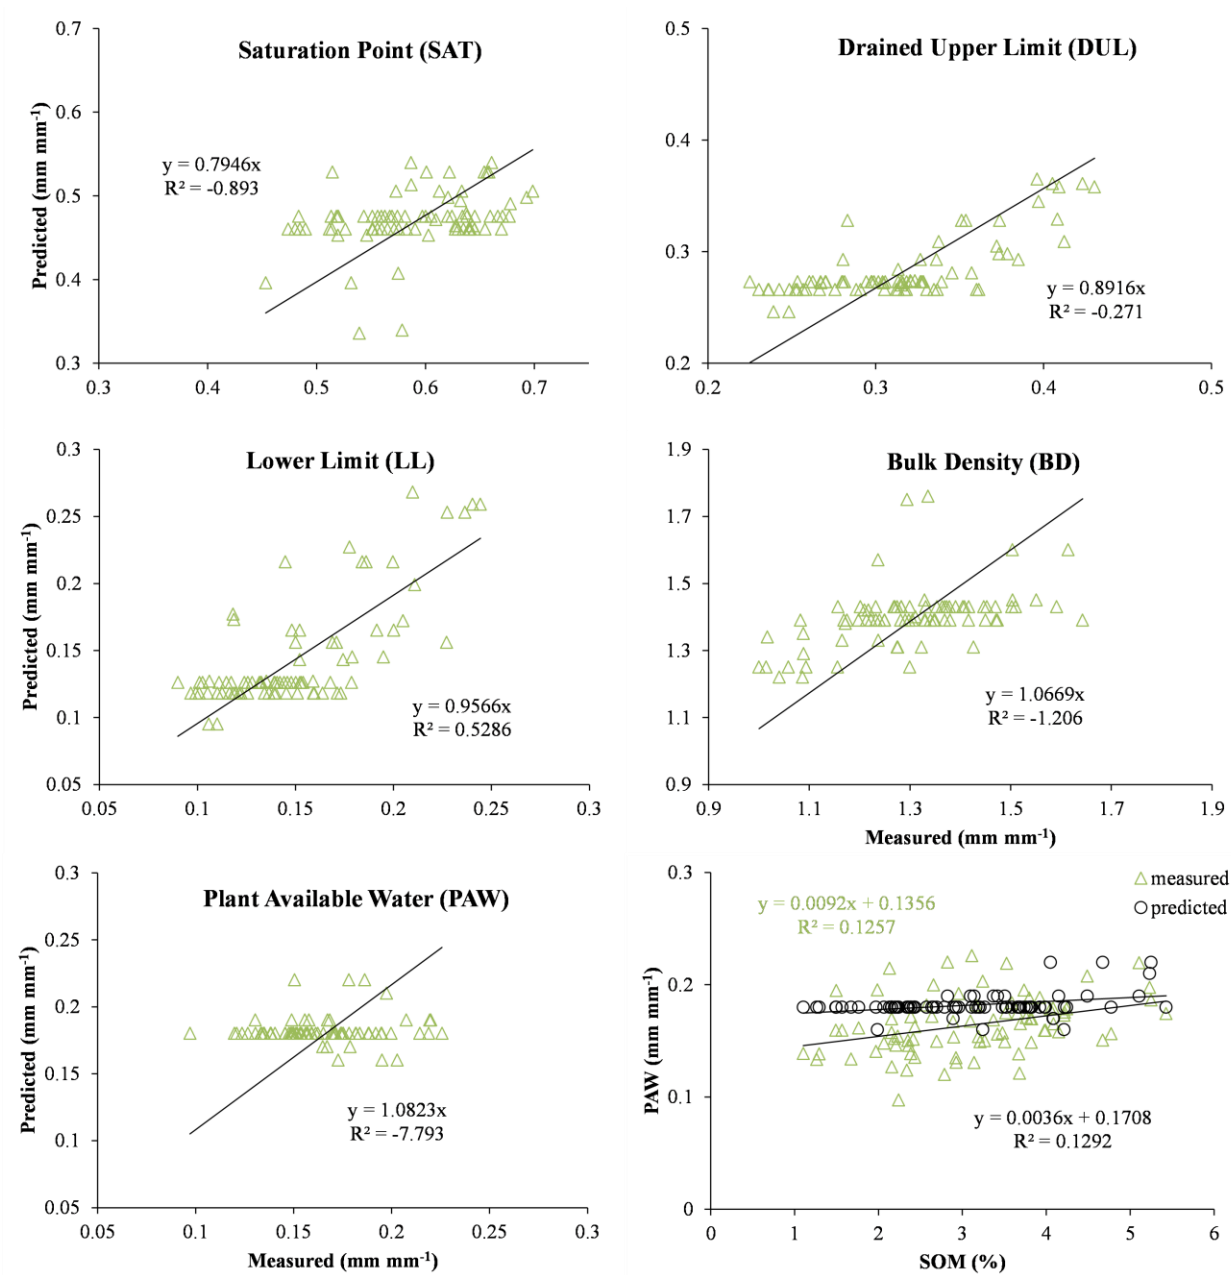 Saturation Point (SAT)
y = 0.7946x
R² = -0.893
Predicted (mm mm⁻¹)
0.7
0.6
0.5
0.4
0.3
0.3 0.4 0.5 0.6 0.7
Drained Upper Limit (DUL)
y = 0.8916x
R² = -0.271
0.5
0.4
0.3
0.2
0.2 0.3 0.4 0.5
Lower Limit (LL)
y = 0.9566x
R² = 0.5286
Predicted (mm mm⁻¹)
0.3
0.25
0.2
0.15
0.1
0.05
0.05 0.1 0.15 0.2 0.25 0.3
Bulk Density (BD)
y = 1.0669x
R² = -1.206
1.9
1.7
1.5
1.3
1.1
0.9
0.9 1.1 1.3 1.5 1.7 1.9
Measured (mm mm⁻¹)
Plant Available Water (PAW)
y = 1.0823x
R² = -7.793
Predicted (mm mm⁻¹)
0.3
0.25
0.2
0.15
0.1
0.05
0.05 0.1 0.15 0.2 0.25 0.3
Measured (mm mm⁻¹)
measured
predicted
y = 0.0092x + 0.1356
R² = 0.1257
y = 0.0036x + 0.1708
R² = 0.1292
PAW (mm mm⁻¹)
0.3
0.2
0.1
0
0 1 2 3 4 5 6
SOM (%)